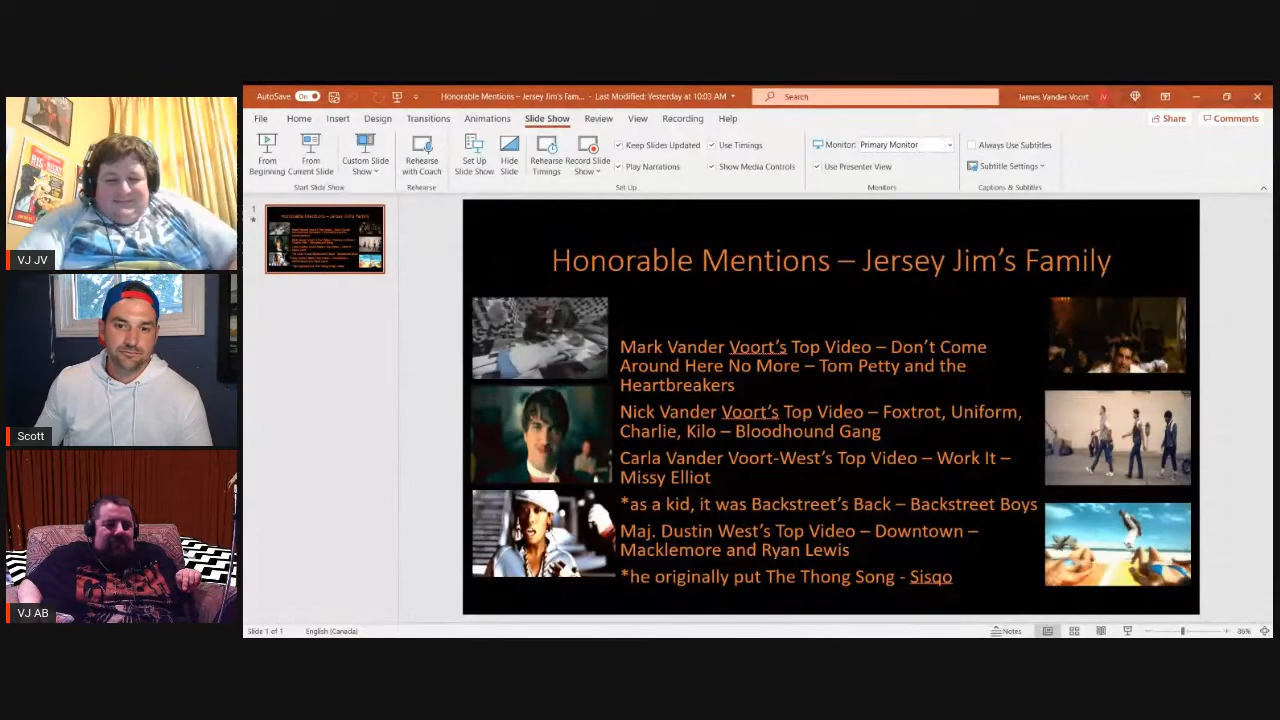 AutoSave
On
Honorable Mentions – Jersey Jim's Fam... - Last Modified: Yesterday at 10:03 AM
Search
James Vander Voort
File Home Insert Design Transitions Animations Slide Show Review View Recording Help
Share
Comments
From Beginning
From Current Slide
Custom Slide Show
Rehearse with Coach
Set Up Slide Show
Hide Slide
Rehearse Timings
Record Slide Show
Keep Slides Updated
Play Narrations
Use Timings
Show Media Controls
Monitor: Primary Monitor
Use Presenter View
Always Use Subtitles
Subtitle Settings
Start Slide Show
Rehearse
Set Up
Monitors
Captions & Subtitles
VJ JV
Scott
VJ AB
1
Honorable Mentions – Jersey Jim's Family
Mark Vander Voort's Top Video – Don't Come
Around Here No More – Tom Petty and the
Heartbreakers
Nick Vander Voort's Top Video – Foxtrot, Uniform,
Charlie, Kilo – Bloodhound Gang
Carla Vander Voort-West's Top Video – Work It –
Missy Elliot
*as a kid, it was Backstreet's Back – Backstreet Boys
Maj. Dustin West's Top Video – Downtown –
Macklemore and Ryan Lewis
*he originally put The Thong Song - Sisqo
Slide 1 of 1
English (Canada)
Notes
86%